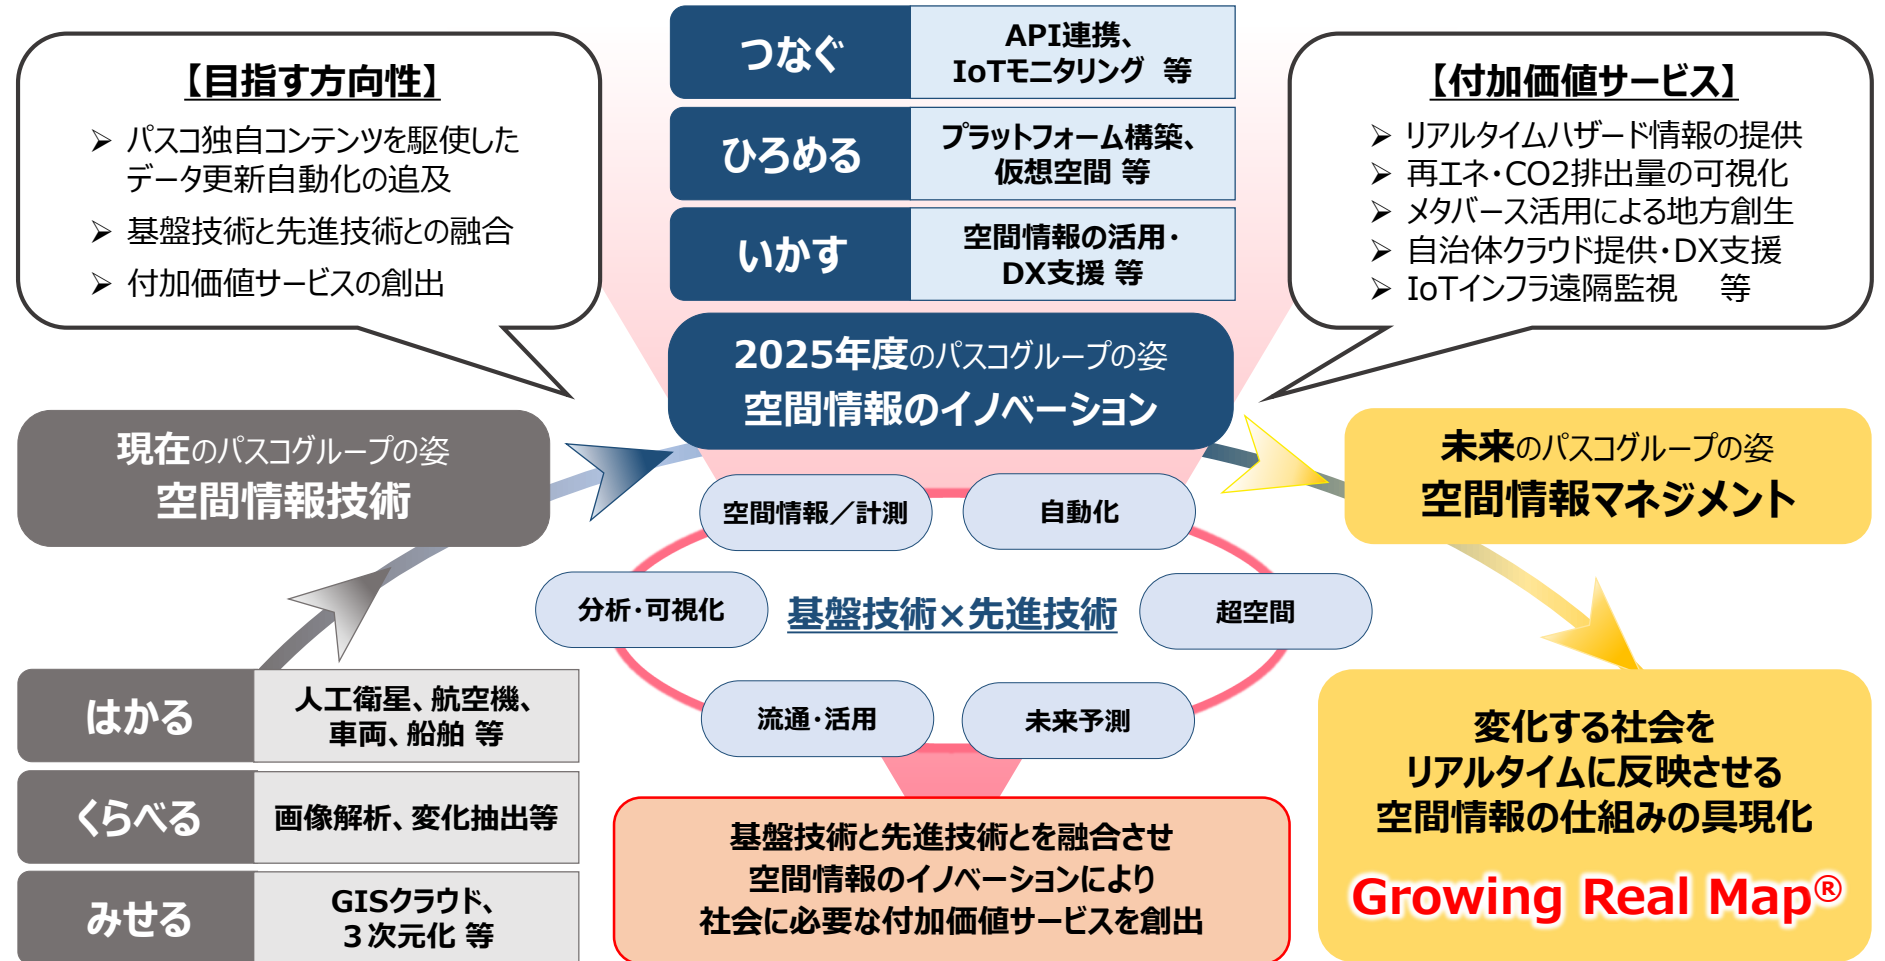 【目指す方向性】
➢ パスコ独自コンテンツを駆使した
データ更新自動化の追及
➢ 基盤技術と先進技術との融合
➢ 付加価値サービスの創出
つなぐ
API連携、
IoTモニタリング 等
ひろめる
プラットフォーム構築、
仮想空間 等
いかす
空間情報の活用・
DX支援 等
【付加価値サービス】
➢ リアルタイムハザード情報の提供
➢ 再エネ・CO2排出量の可視化
➢ メタバース活用による地方創生
➢ 自治体クラウド提供・DX支援
➢ IoTインフラ遠隔監視 等
2025年度のパスコグループの姿
空間情報のイノベーション
現在のパスコグループの姿
空間情報技術
未来のパスコグループの姿
空間情報マネジメント
空間情報／計測
自動化
分析・可視化
基盤技術×先進技術
超空間
流通・活用
未来予測
はかる
人工衛星、航空機、
車両、船舶 等
くらべる
画像解析、変化抽出等
みせる
GISクラウド、
３次元化 等
基盤技術と先進技術とを融合させ
空間情報のイノベーションにより
社会に必要な付加価値サービスを創出
変化する社会を
リアルタイムに反映させる
空間情報の仕組みの具現化
Growing Real Map®